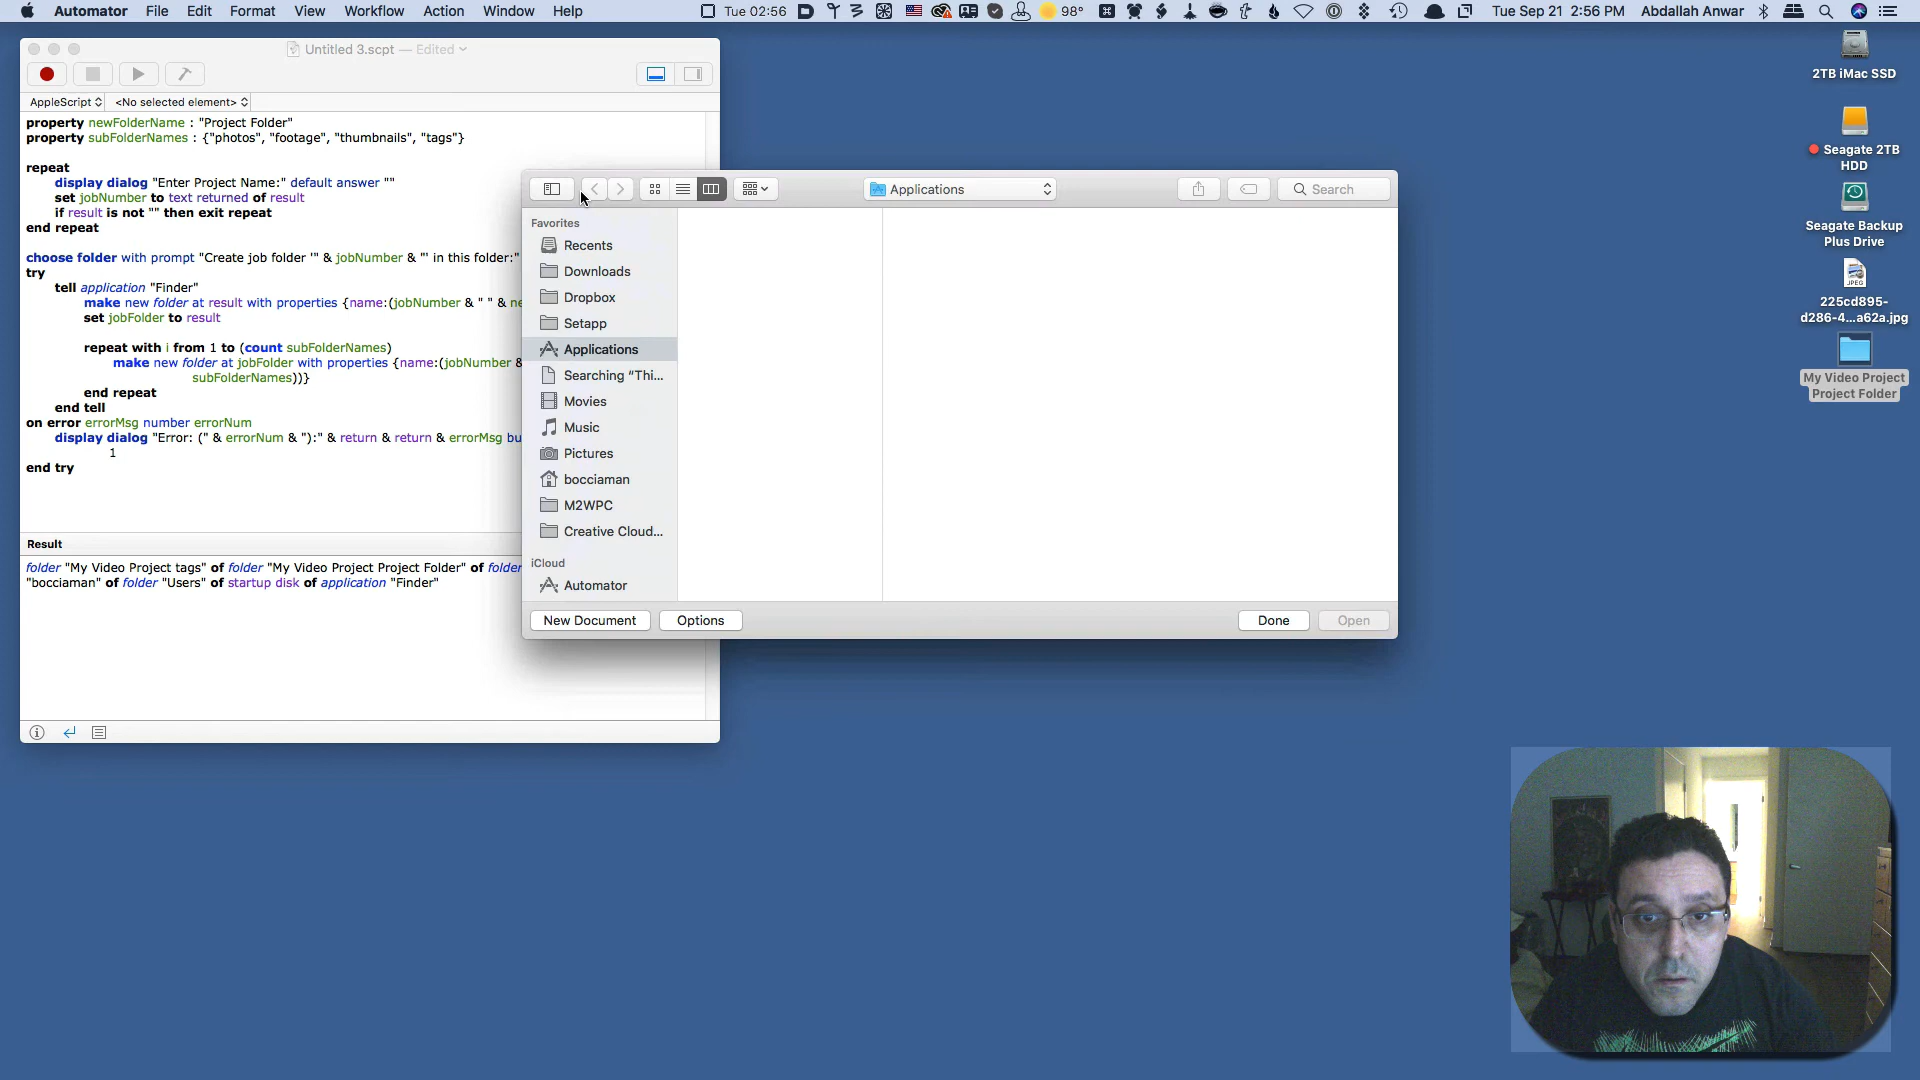 Automator File Edit Format View Workflow Action Window Help Tue 02:56 98° Tue Sep 21 2:56 PM Abdallah Anwar
Untitled 3.scpt — Edited
AppleScript <No selected element>
property newFolderName : "Project Folder"
property subFolderNames : {"photos", "footage", "thumbnails", "tags"}
repeat
display dialog "Enter Project Name:" default answer ""
set jobNumber to text returned of result
if result is not "" then exit repeat
end repeat
choose folder with prompt "Create job folder '" & jobNumber & "' in this folder:"
try
tell application "Finder"
make new folder at result with properties {name:(jobNumber & " " & ne
set jobFolder to result
repeat with i from 1 to (count subFolderNames)
make new folder at jobFolder with properties {name:(jobNumber &
subFolderNames))}
end repeat
end tell
on error errorMsg number errorNum
display dialog "Error: (" & errorNum & "):" & return & return & errorMsg bu
1
end try
Result
folder "My Video Project tags" of folder "My Video Project Project Folder" of folder
"bocciaman" of folder "Users" of startup disk of application "Finder"
Applications
Search
Favorites
Recents
Downloads
Dropbox
Setapp
Applications
Searching "Thi...
Movies
Music
Pictures
bocciaman
M2WPC
Creative Cloud...
iCloud
Automator
New Document Options Done Open
2TB iMac SSD
Seagate 2TB
HDD
Seagate Backup
Plus Drive
JPEG
225cd895-
d286-4...a62a.jpg
My Video Project
Project Folder